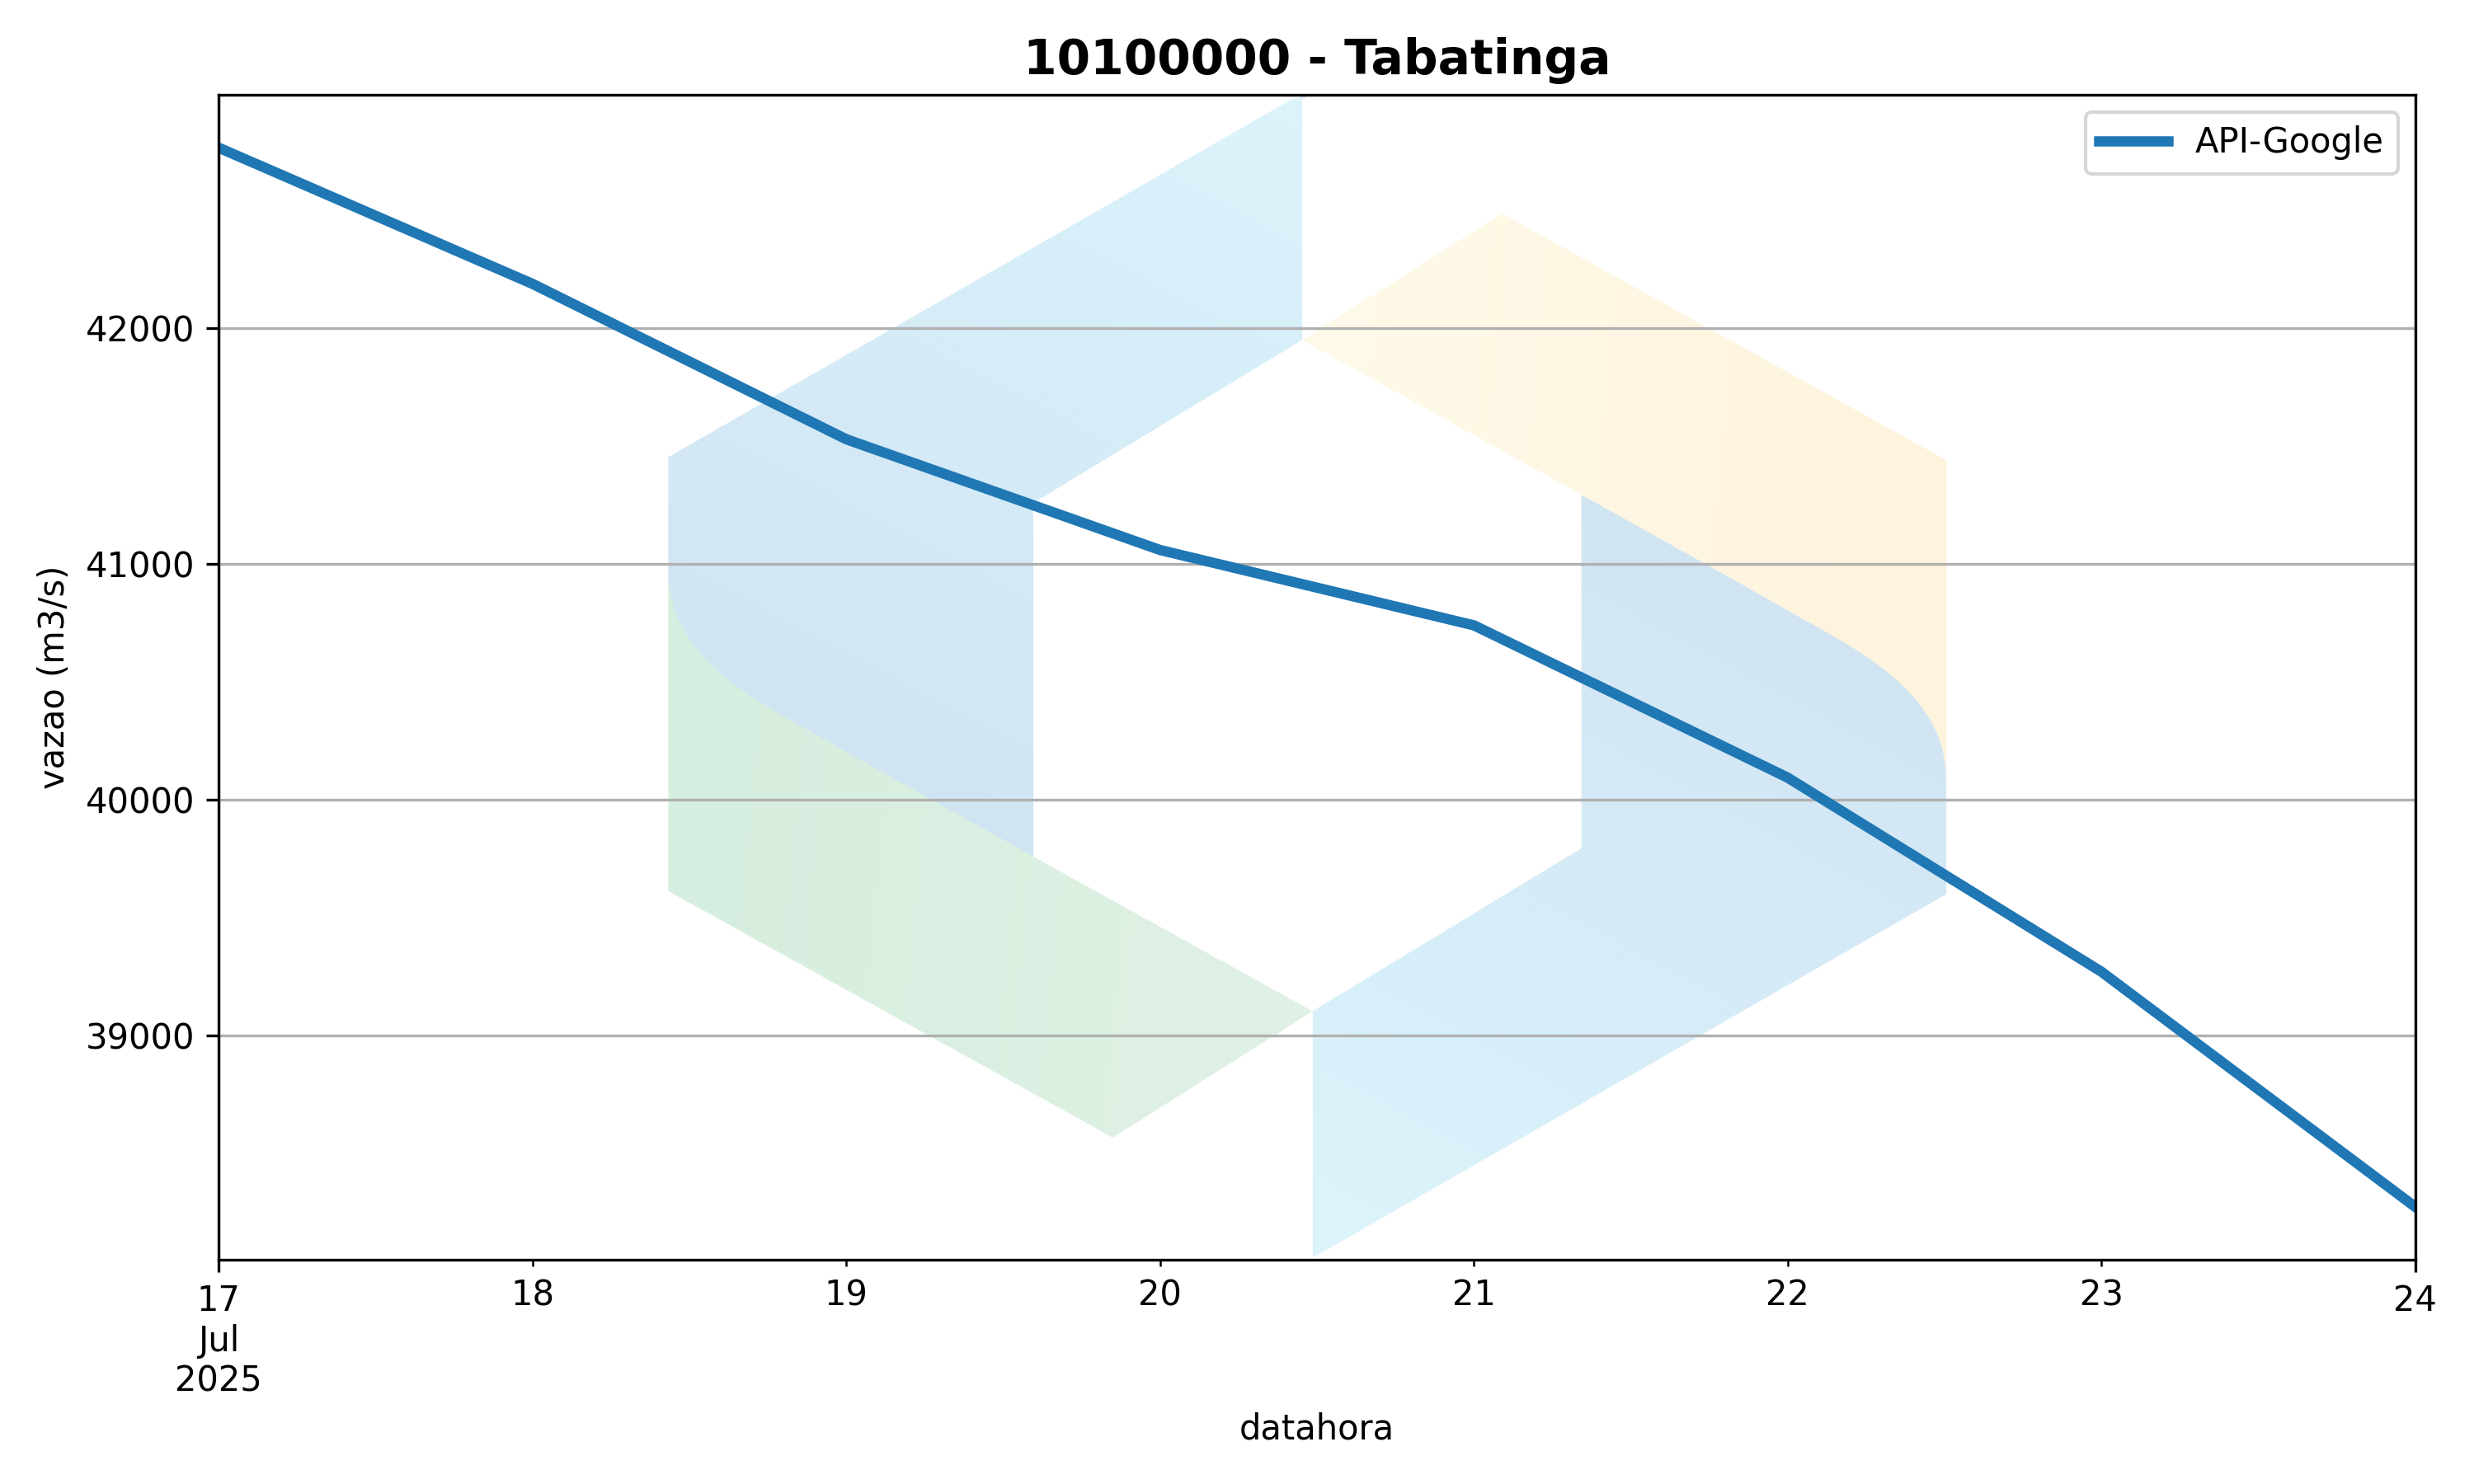 10100000 - Tabatinga
API-Google
vazao (m3/s)
42000
41000
40000
39000
17 18 19 20 21 22 23 24
Jul
2025
datahora